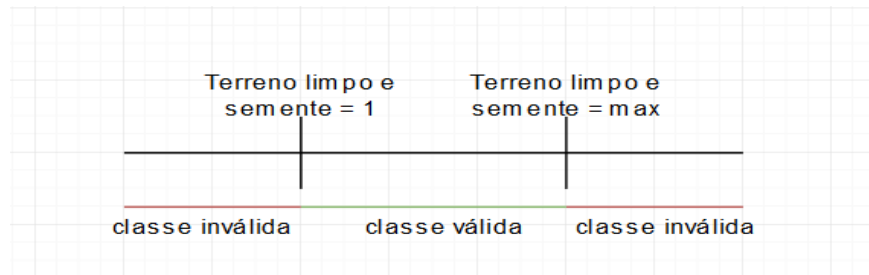 Terreno limpo e
semente = 1
Terreno limpo e
semente = max
classe inválida
classe válida
classe inválida